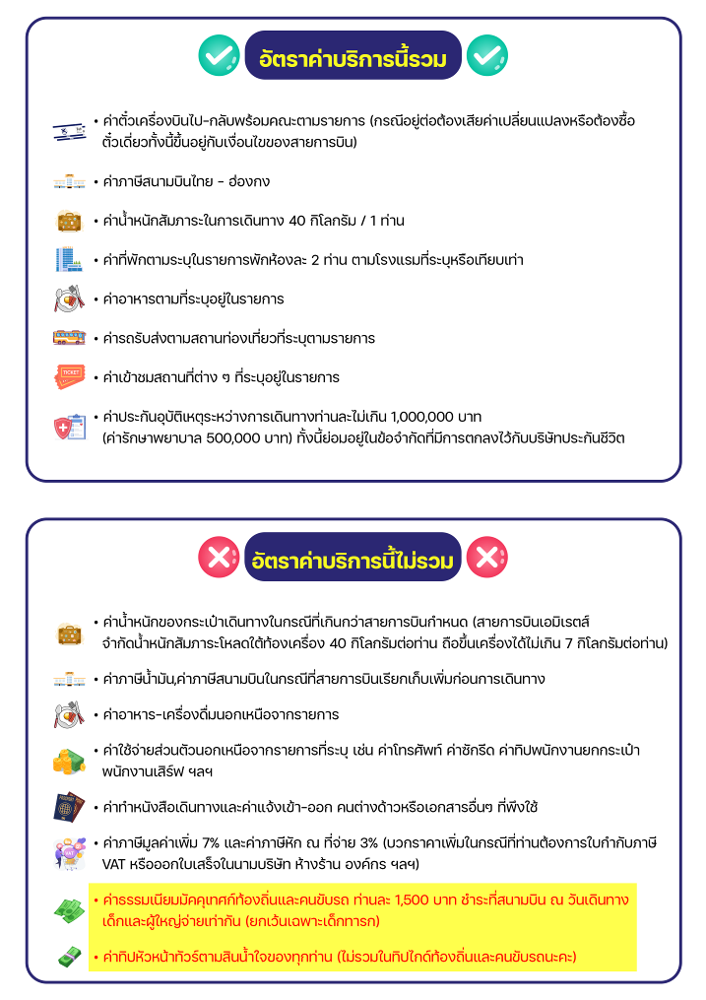 อัตราค่าบริการนี้รวม
• ค่าตั๋วเครื่องบินไป-กลับพร้อมคณะตามรายการ (กรณีอยู่ต่อต้องเสียค่าเปลี่ยนแปลงหรือต้องซื้อ
ตั๋วเดี่ยวทั้งนี้ขึ้นอยู่กับเงื่อนไขของสายการบิน)
• ค่าภาษีสนามบินไทย - ฮ่องกง
• ค่าน้ำหนักสัมภาระในการเดินทาง 40 กิโลกรัม / 1 ท่าน
• ค่าที่พักตามระบุในรายการพักห้องละ 2 ท่าน ตามโรงแรมที่ระบุหรือเทียบเท่า
• ค่าอาหารตามที่ระบุอยู่ในรายการ
• ค่ารถรับส่งตามสถานท่องเที่ยวที่ระบุตามรายการ
TICKET
• ค่าเข้าชมสถานที่ต่าง ๆ ที่ระบุอยู่ในรายการ
• ค่าประกันอุบัติเหตุระหว่างการเดินทางท่านละไม่เกิน 1,000,000 บาท
(ค่ารักษาพยาบาล 500,000 บาท) ทั้งนี้ย่อมอยู่ในข้อจำกัดที่มีการตกลงไว้กับบริษัทประกันชีวิต
อัตราค่าบริการนี้ไม่รวม
• ค่าน้ำหนักของกระเป๋าเดินทางในกรณีที่เกินกว่าสายการบินกำหนด (สายการบินเอมิเรตส์
จำกัดน้ำหนักสัมภาระโหลดใต้ท้องเครื่อง 40 กิโลกรัมต่อท่าน ถือขึ้นเครื่องได้ไม่เกิน 7 กิโลกรัมต่อท่าน)
• ค่าภาษีน้ำมัน,ค่าภาษีสนามบินในกรณีที่สายการบินเรียกเก็บเพิ่มก่อนการเดินทาง
• ค่าอาหาร-เครื่องดื่มนอกเหนือจากรายการ
• ค่าใช้จ่ายส่วนตัวนอกเหนือจากรายการที่ระบุ เช่น ค่าโทรศัพท์ ค่าซักรีด ค่าทิปพนักงานยกกระเป๋า
พนักงานเสิร์ฟ ฯลฯ
• ค่าทำหนังสือเดินทางและค่าแจ้งเข้า-ออก คนต่างด้าวหรือเอกสารอื่นๆ ที่พึงใช้
• ค่าภาษีมูลค่าเพิ่ม 7% และค่าภาษีหัก ณ ที่จ่าย 3% (บวกราคาเพิ่มในกรณีที่ท่านต้องการใบกำกับภาษี
VAT หรือออกใบเสร็จในนามบริษัท ห้างร้าน องค์กร ฯลฯ)
• ค่าธรรมเนียมมัคคุเทศก์ท้องถิ่นและคนขับรถ ท่านละ 1,500 บาท ชำระที่สนามบิน ณ วันเดินทาง
เด็กและผู้ใหญ่จ่ายเท่ากัน (ยกเว้นเฉพาะเด็กทารก)
• ค่าทิปหัวหน้าทัวร์ตามสินน้ำใจของทุกท่าน (ไม่รวมในทิปไกด์ท้องถิ่นและคนขับรถนะคะ)